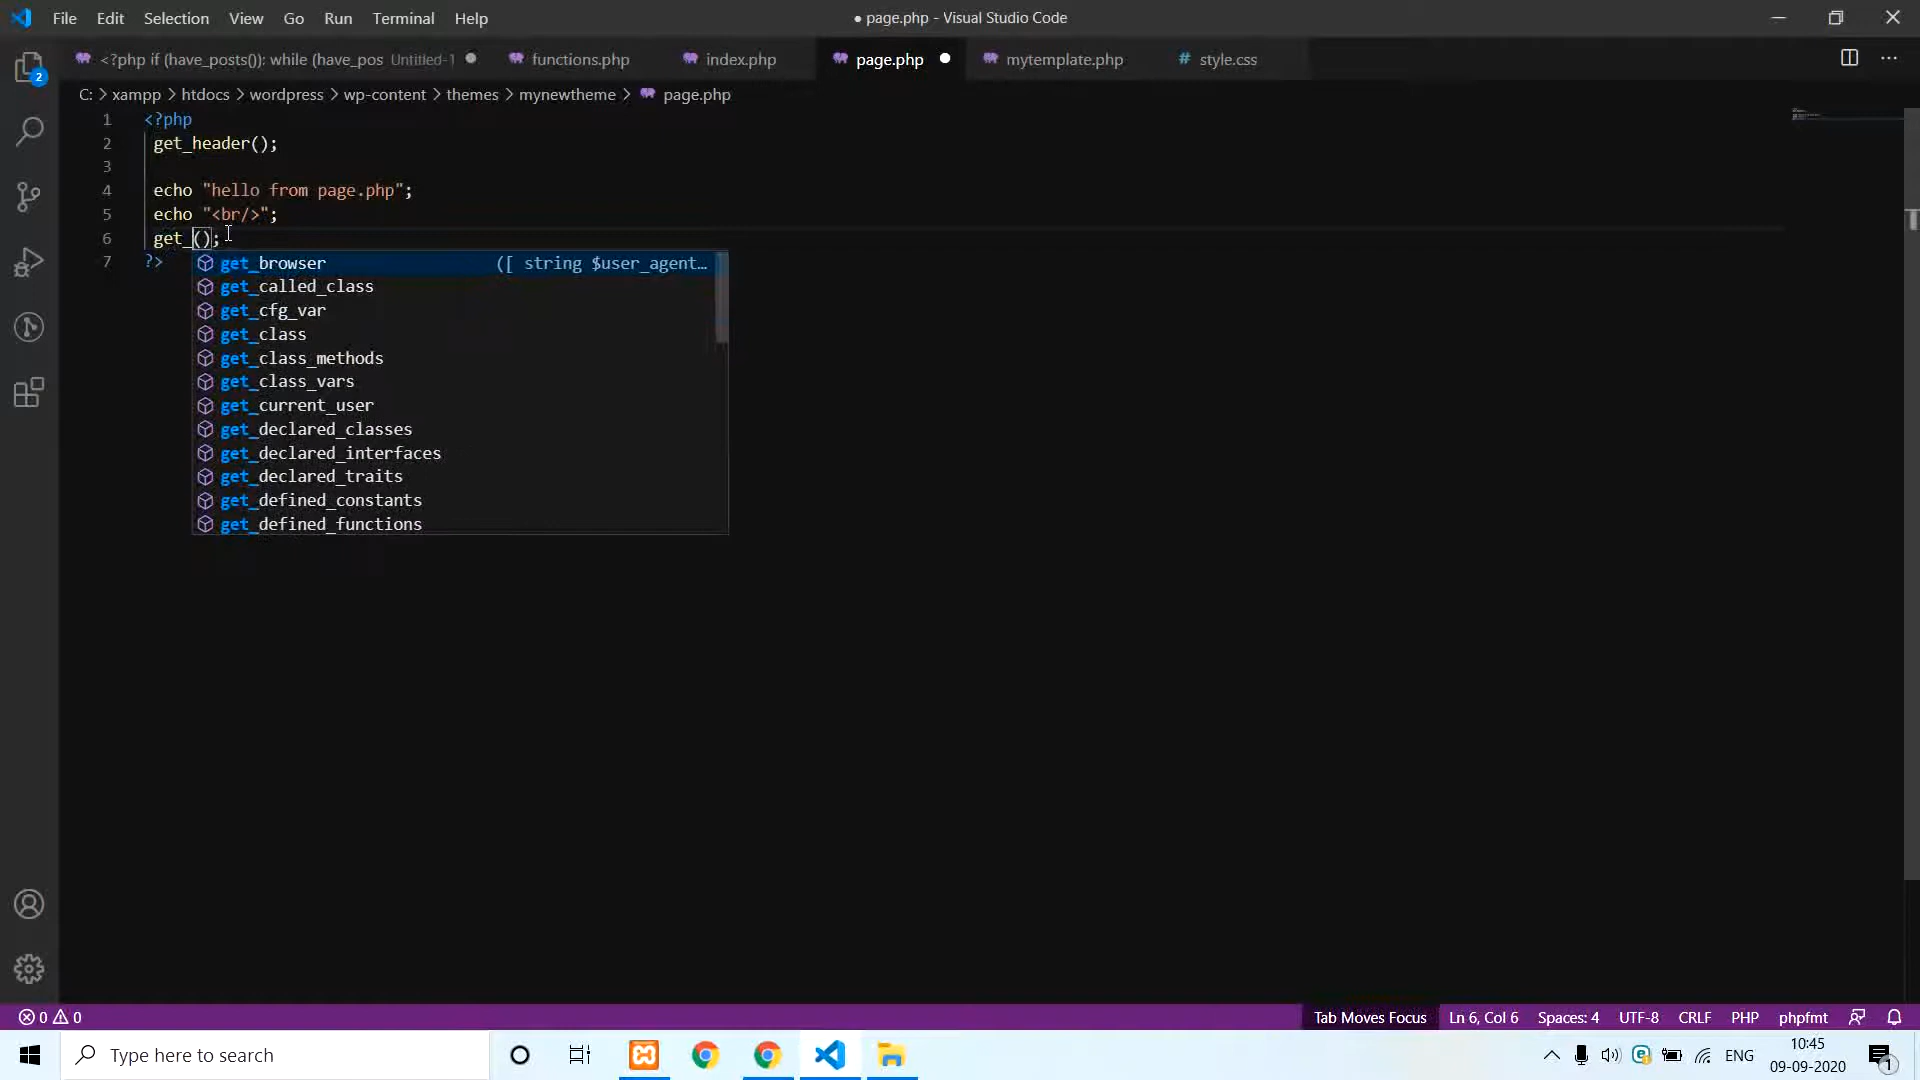 File Edit Selection View Go Run Terminal Help
● page.php - Visual Studio Code
2
<?php if (have_posts()): while (have_pos Untitled-1
functions.php
index.php
page.php
mytemplate.php
# style.css
C: > xampp > htdocs > wordpress > wp-content > themes > mynewtheme > page.php
1 <?php
2 get_header();
3
4 echo "hello from page.php";
5 echo "<br/>";
6 get_();
7 ?>
get_browser ([ string $user_agent…
get_called_class
get_cfg_var
get_class
get_class_methods
get_class_vars
get_current_user
get_declared_classes
get_declared_interfaces
get_declared_traits
get_defined_constants
get_defined_functions
0 0
Tab Moves Focus Ln 6, Col 6 Spaces: 4 UTF-8 CRLF PHP phpfmt
Type here to search
ENG
10:45
09-09-2020
1